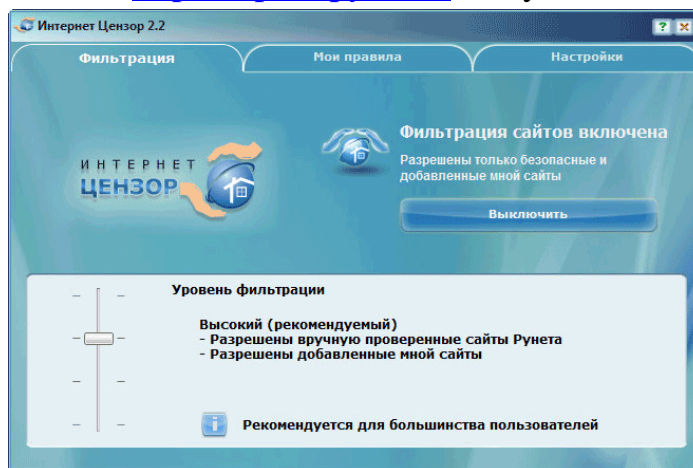 Интернет Цензор 2.2
Фильтрация
Мои правила
Настройки
ИНТЕРНЕТ
ЦЕНЗОР
Фильтрация сайтов включена
Разрешены только безопасные и
добавленные мной сайты
Выключить
Уровень фильтрации
Высокий (рекомендуемый)
- Разрешены вручную проверенные сайты Рунета
- Разрешены добавленные мной сайты
Рекомендуется для большинства пользователей